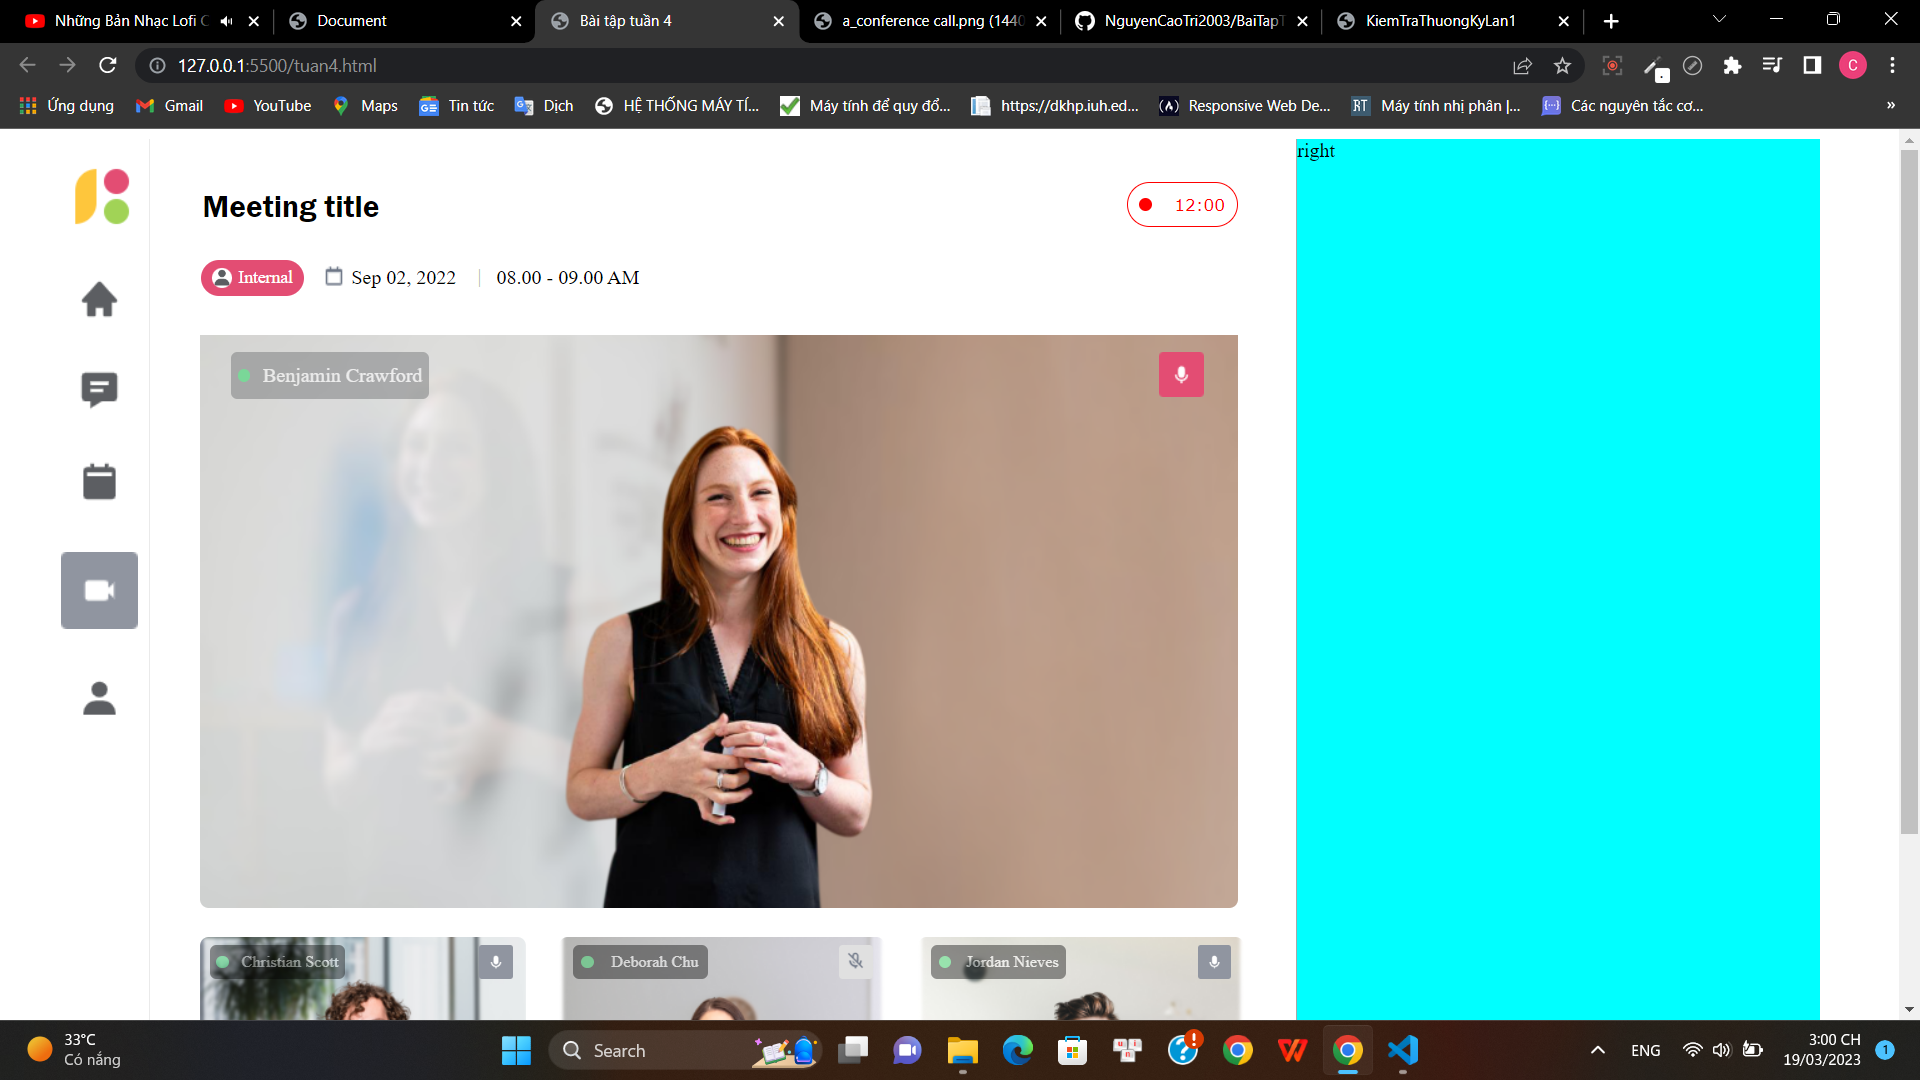 Những Bản Nhạc Lofi C
Document
Bài tập tuần 4
a_conference call.png (1440
NguyenCaoTri2003/BaiTapT
KiemTraThuongKyLan1
127.0.0.1:5500/tuan4.html
C
Ứng dụng
Gmail
YouTube
Maps
Tin tức
Dịch
HỆ THỐNG MÁY TÍ...
Máy tính để quy đổ...
https://dkhp.iuh.ed...
Responsive Web De...
RT
Máy tính nhị phân |...
Các nguyên tắc cơ...
»
right
Meeting title
12:00
Internal
Sep 02, 2022
08.00 - 09.00 AM
Benjamin Crawford
Christian Scott
Deborah Chu
Jordan Nieves
33°C
Có nắng
Search
ENG
3:00 CH
19/03/2023
1